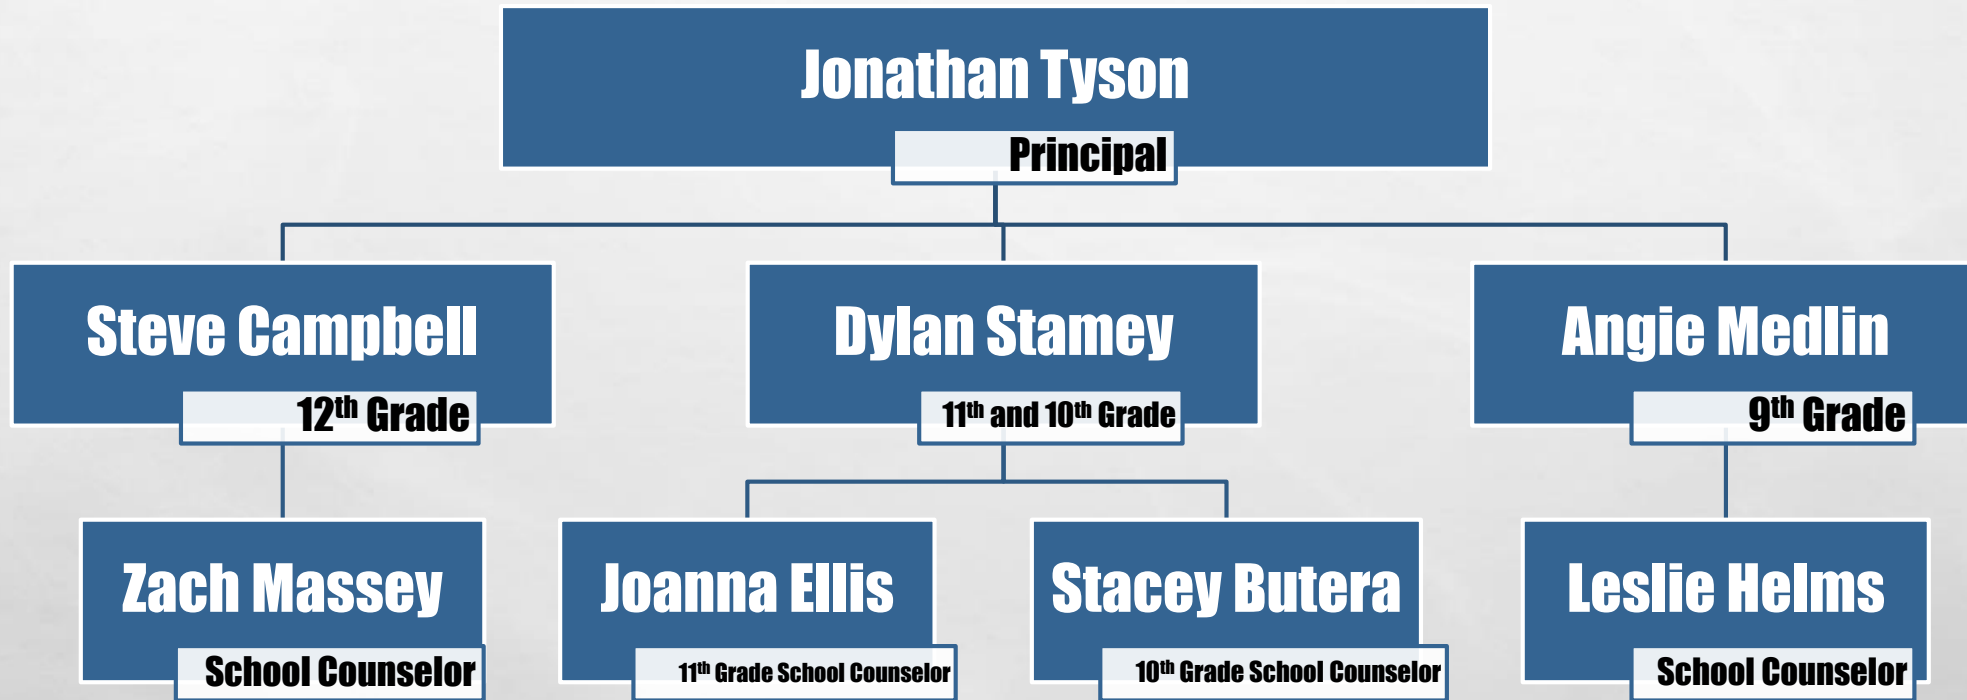 Jonathan Tyson
Principal
Steve Campbell
12th Grade
Dylan Stamey
11th and 10th Grade
Angie Medlin
9th Grade
Zach Massey
School Counselor
Joanna Ellis
11th Grade School Counselor
Stacey Butera
10th Grade School Counselor
Leslie Helms
School Counselor